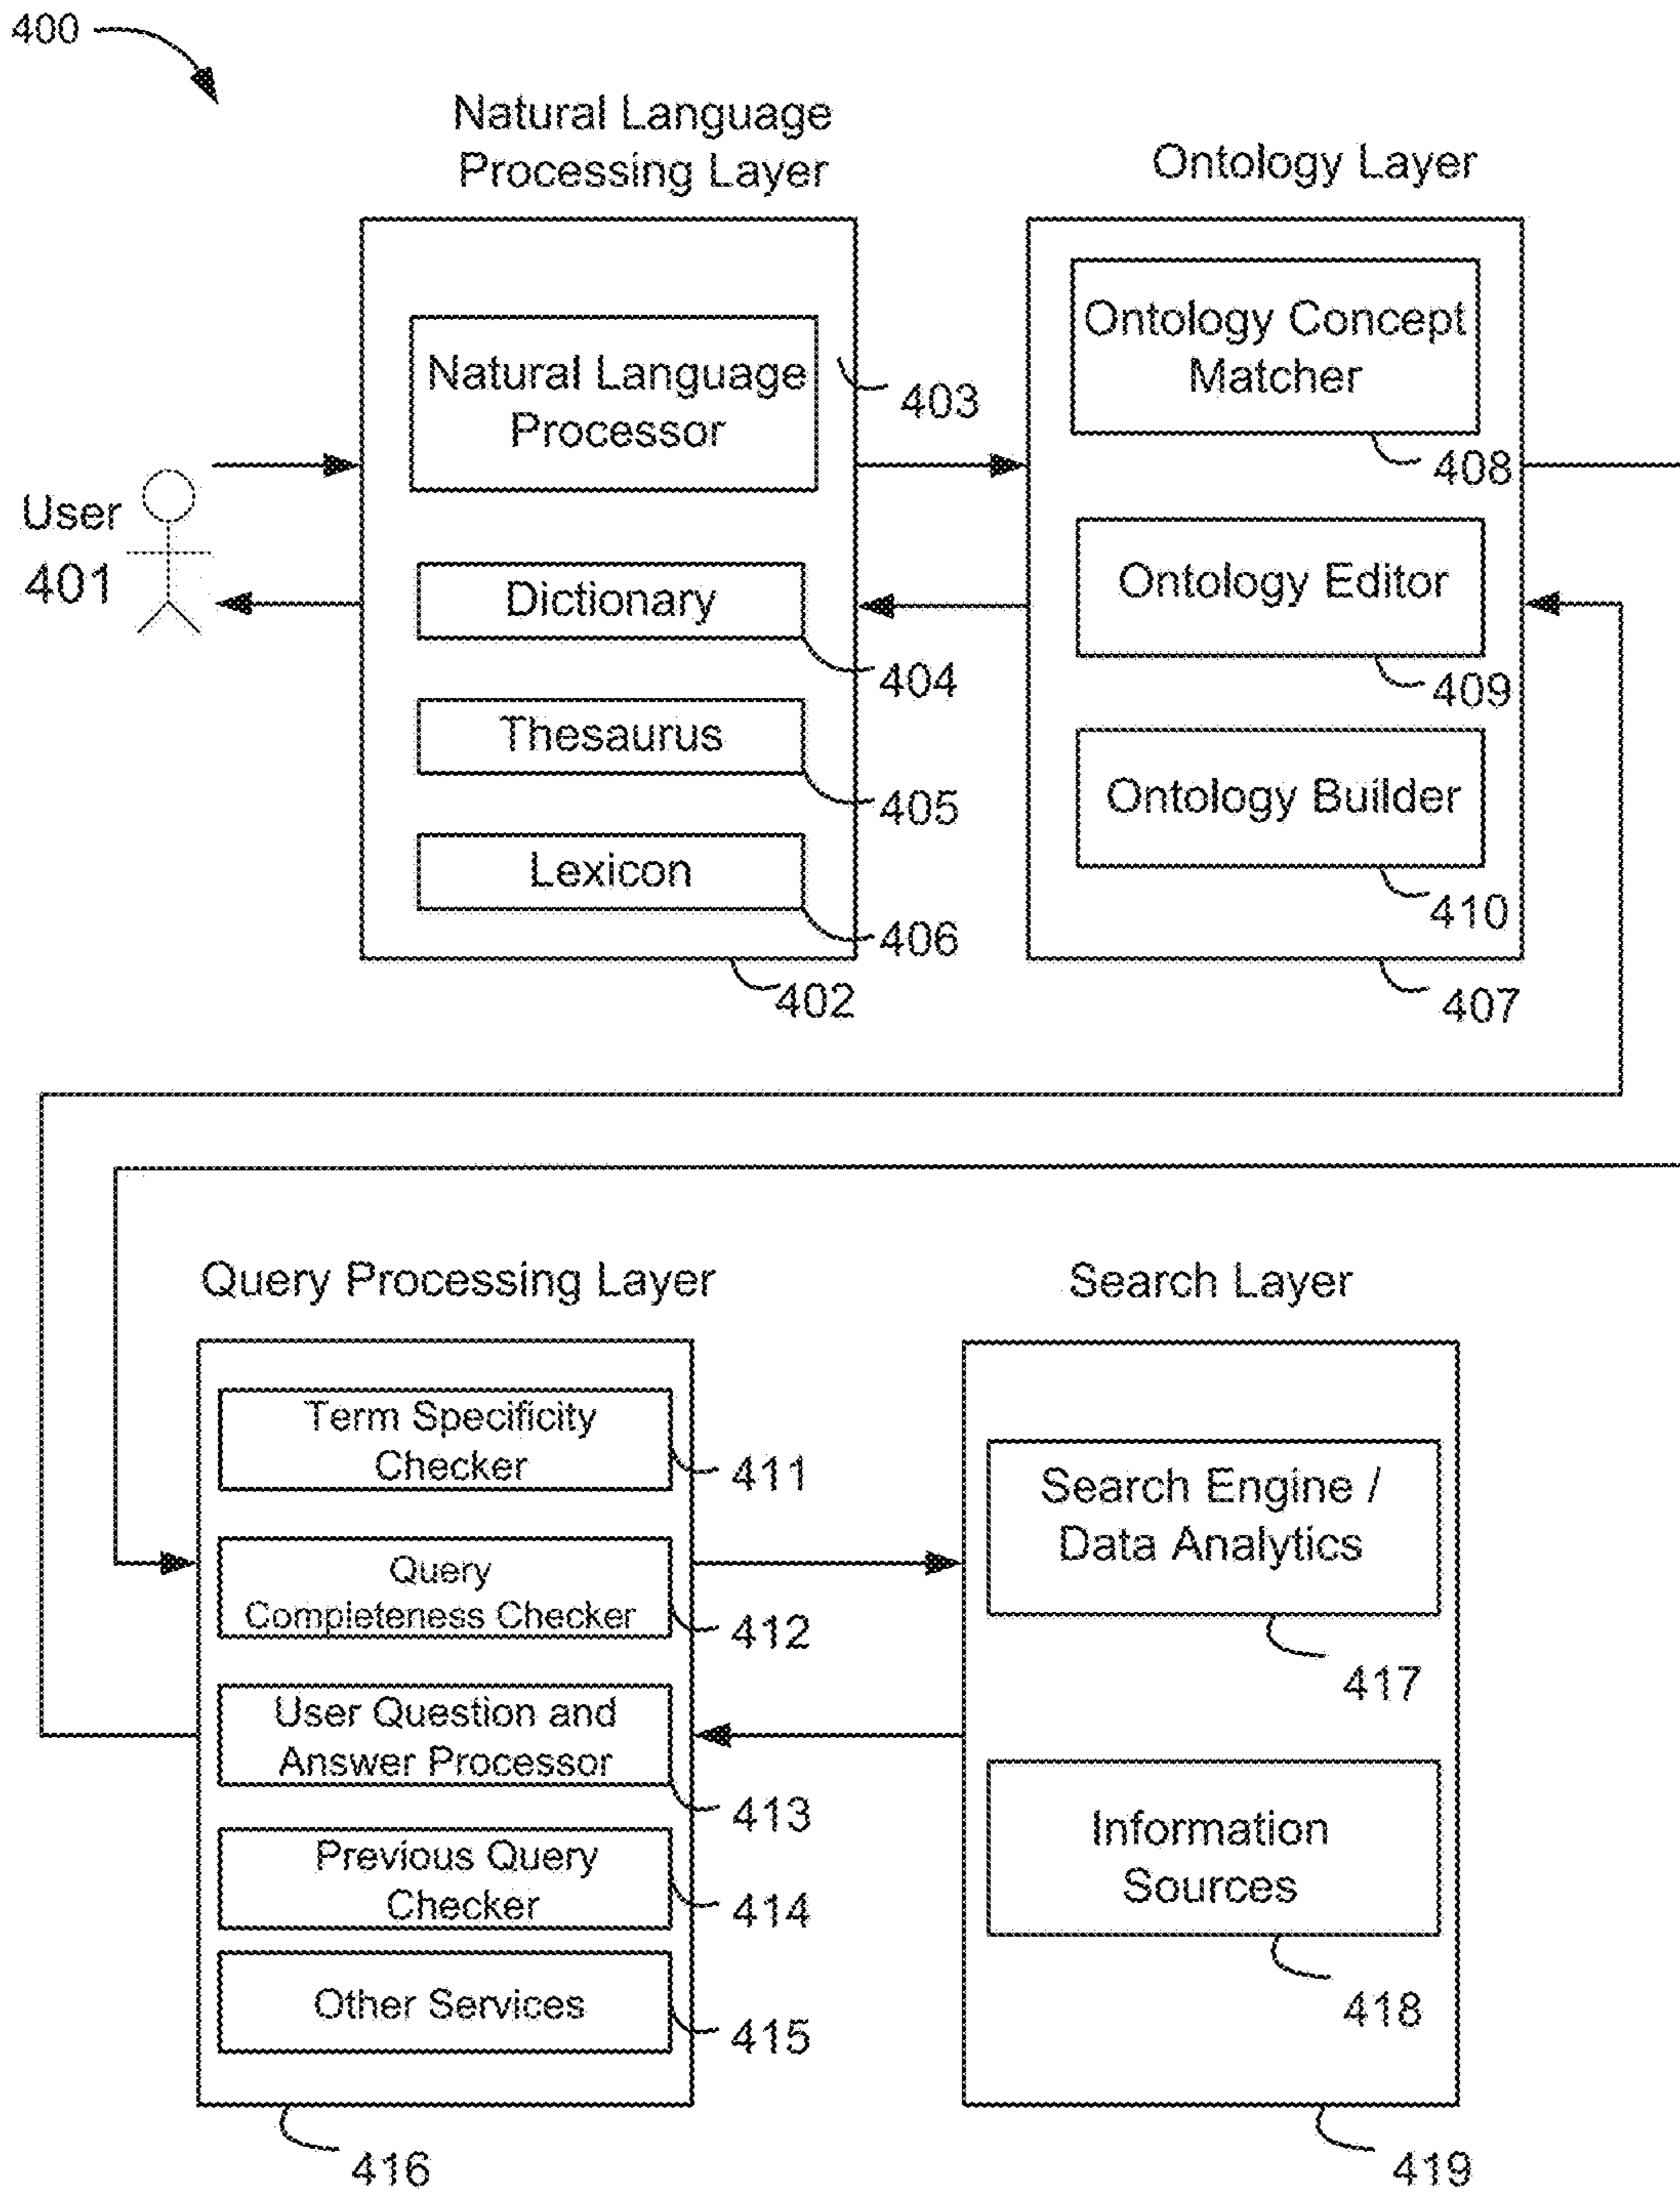 400
Natural Language
Processing Layer
Ontology Layer
Natural Language
Processor
403
Ontology Concept
Matcher
408
User
401
Dictionary
404
Ontology Editor
409
Thesaurus
405
Ontology Builder
410
Lexicon
406
402
407
Query Processing Layer
Search Layer
Term Specificity
Checker
411
Search Engine /
Data Analytics
417
Query
Completeness Checker
412
User Question and
Answer Processor
413
Information
Sources
418
Previous Query
Checker
414
Other Services
415
416
419